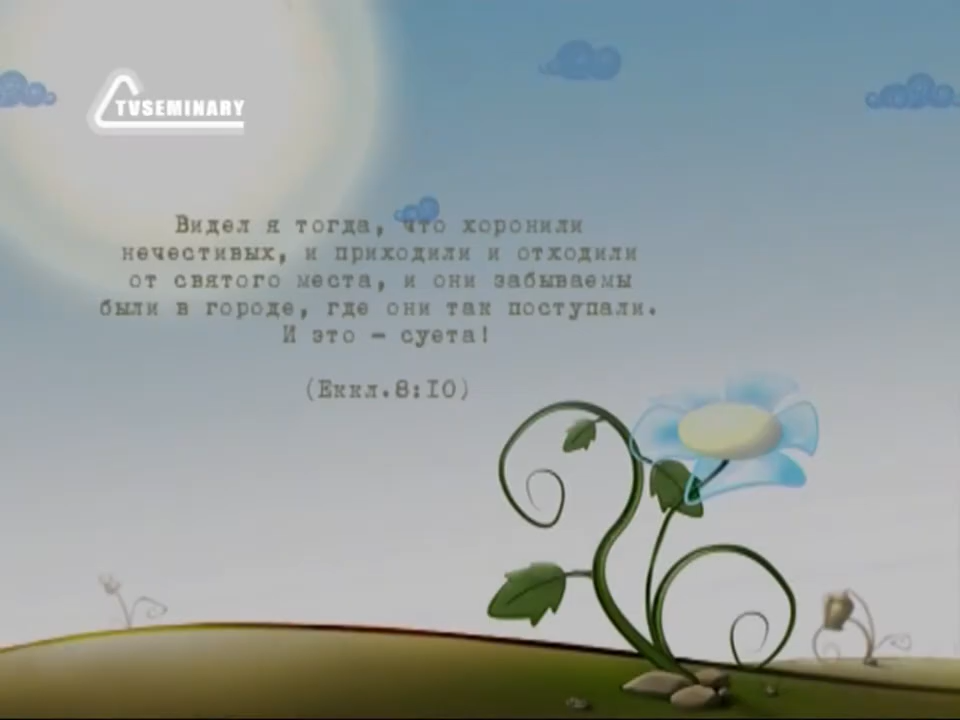 TVSEMINARY
Видел я тогда, что хоронили
нечестивых, и приходили и отходили
от святого места, и они забываемы
были в городе, где они так поступали.
И это – суета!
(Еккл.8:10)